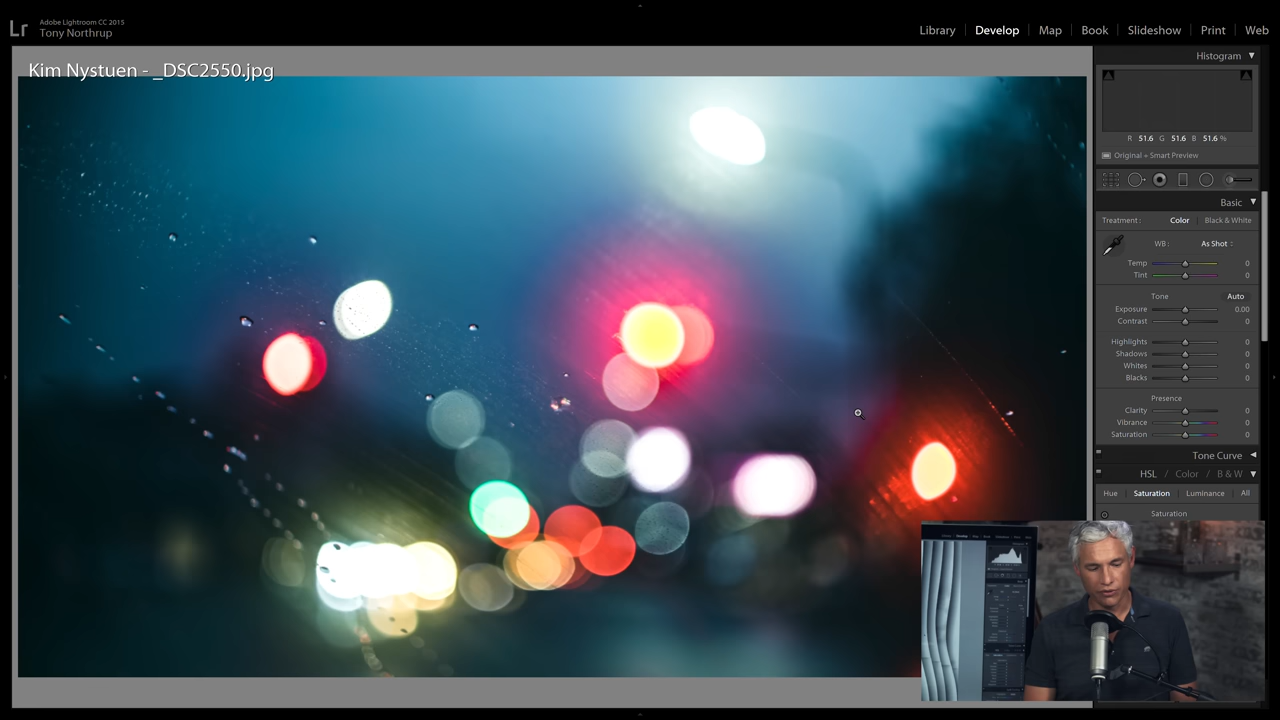 Lr
Adobe Lightroom CC 2015
Tony Northrup
Library | Develop | Map | Book | Slideshow | Print | Web
Kim Nystuen - _DSC2550.jpg
Histogram
R 51.6 G 51.6 B 51.6 %
Original + Smart Preview
Basic
Treatment : Color | Black & White
WB : As Shot
Temp 0
Tint 0
Tone Auto
Exposure 0.00
Contrast 0
Highlights 0
Shadows 0
Whites 0
Blacks 0
Presence
Clarity 0
Vibrance 0
Saturation 0
Tone Curve
HSL / Color / B & W
Hue | Saturation | Luminance | All
Saturation